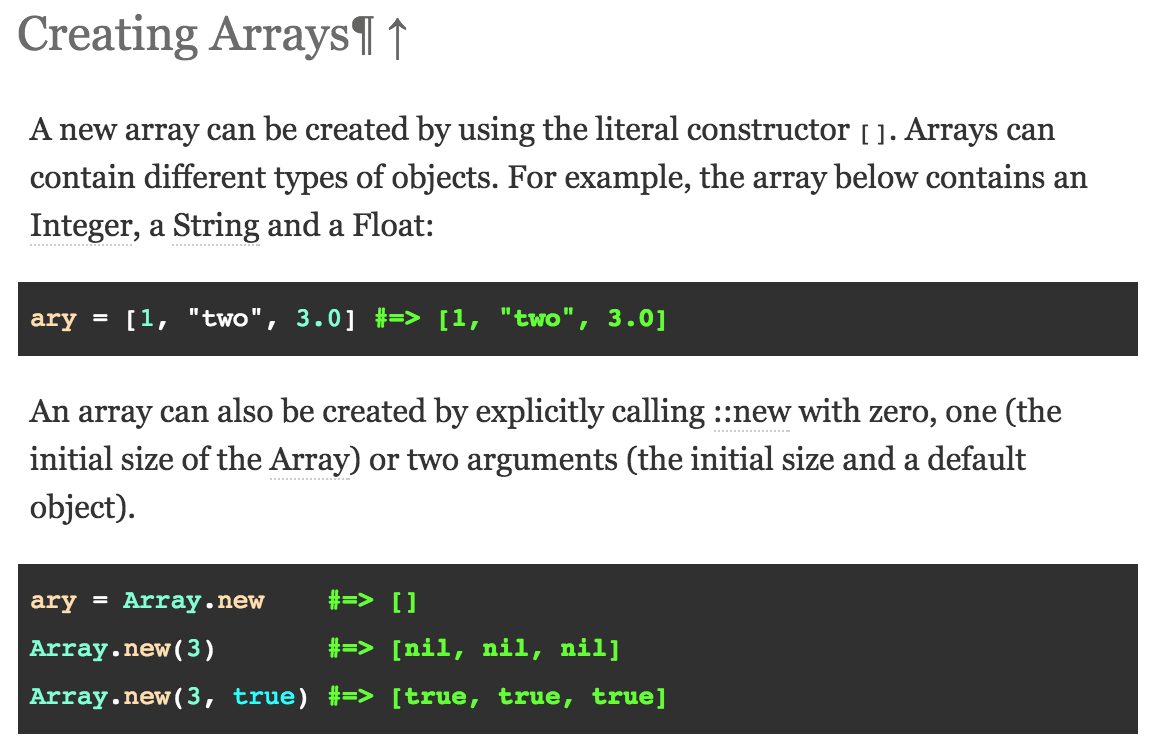 Creating Arrays¶ ↑
A new array can be created by using the literal constructor []. Arrays can
contain different types of objects. For example, the array below contains an
Integer, a String and a Float:
ary = [1, "two", 3.0] #=> [1, "two", 3.0]
An array can also be created by explicitly calling ::new with zero, one (the
initial size of the Array) or two arguments (the initial size and a default
object).
ary = Array.new    #=> []
Array.new(3)       #=> [nil, nil, nil]
Array.new(3, true) #=> [true, true, true]